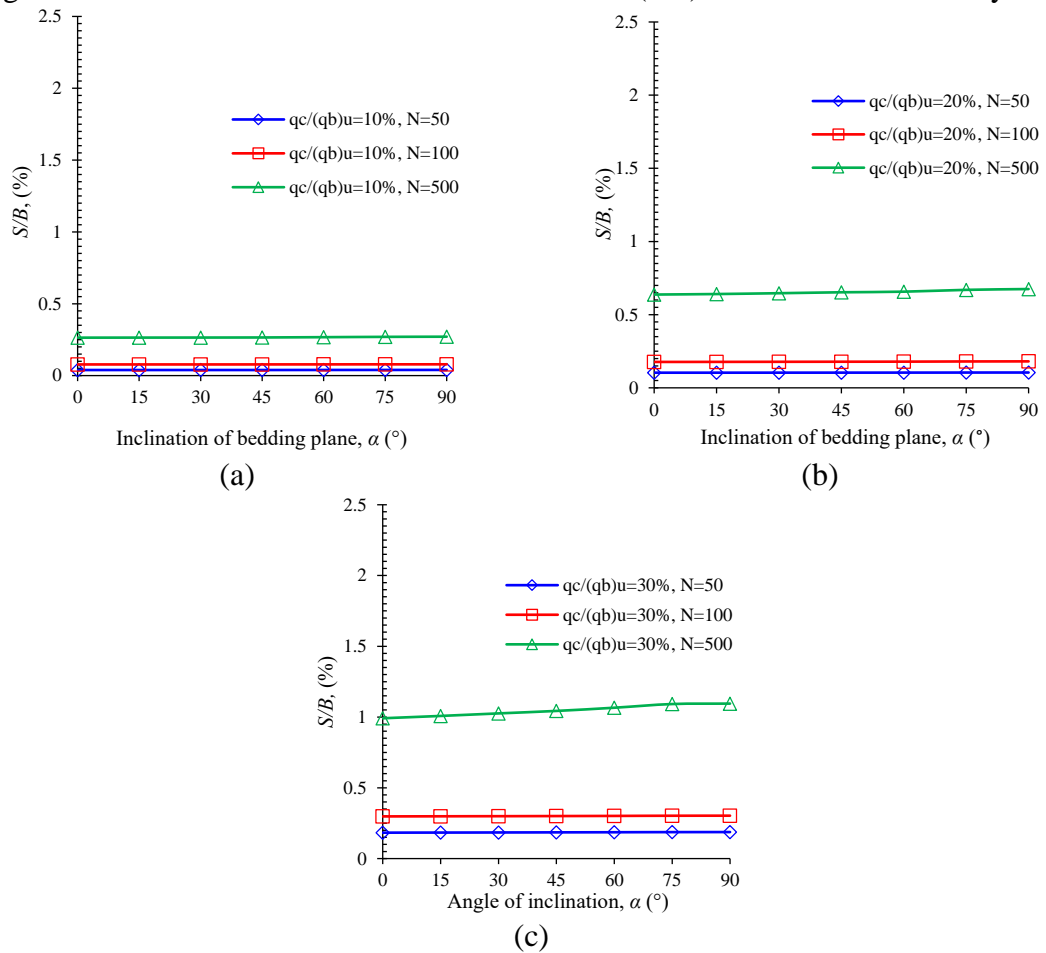 2.5
2
1.5
1
0.5
0
S/B, (%)
qc/(qb)u=10%, N=50
qc/(qb)u=10%, N=100
qc/(qb)u=10%, N=500
0 15 30 45 60 75 90
Inclination of bedding plane, α (°)
(a)
2.5
2
1.5
1
0.5
0
S/B, (%)
qc/(qb)u=20%, N=50
qc/(qb)u=20%, N=100
qc/(qb)u=20%, N=500
0 15 30 45 60 75 90
Inclination of bedding plane, α (°)
(b)
2.5
2
1.5
1
0.5
0
S/B, (%)
qc/(qb)u=30%, N=50
qc/(qb)u=30%, N=100
qc/(qb)u=30%, N=500
0 15 30 45 60 75 90
Angle of inclination, α (°)
(c)